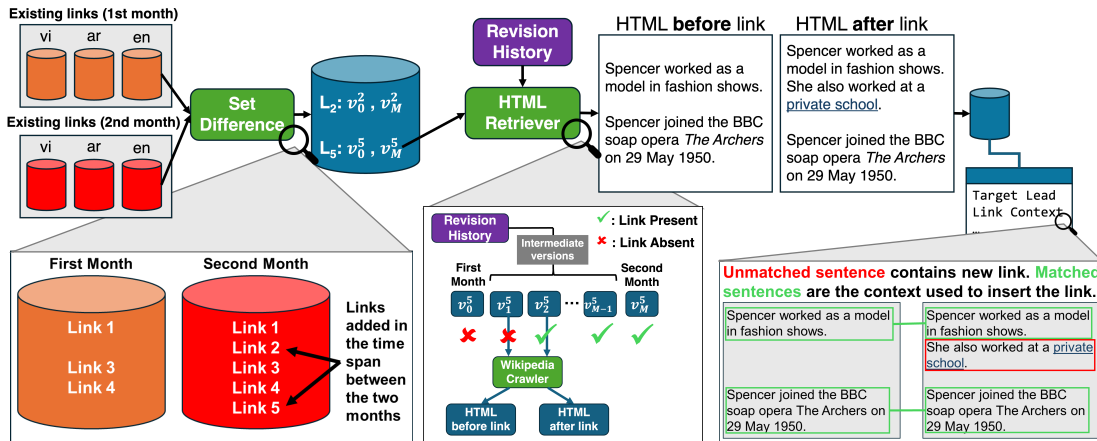 Existing links (1st month)
vi ar en
Existing links (2nd month)
vi ar en
Set
Difference
L₂: v₀² , v_M²
L₅: v₀⁵ , v_M⁵
Revision
History
HTML
Retriever
HTML before link
Spencer worked as a
model in fashion shows.
Spencer joined the BBC
soap opera The Archers
on 29 May 1950.
HTML after link
Spencer worked as a
model in fashion shows.
She also worked at a
private school.
Spencer joined the BBC
soap opera The Archers
on 29 May 1950.
Target Lead
Link Context
First Month
Link 1
Link 3
Link 4
Second Month
Link 1
Link 2
Link 3
Link 4
Link 5
Links
added in
the time
span
between
the two
months
Revision
History
✓: Link Present
✗: Link Absent
Intermediate
versions
First
Month
Second
Month
v₀⁵ v₁⁵ v₂⁵ ... v_{M-1}⁵ v_M⁵
✗ ✗ ✓ ✓ ✓
Wikipedia
Crawler
HTML
before link
HTML
after link
Unmatched sentence contains new link. Matched
sentences are the context used to insert the link.
Spencer worked as a model
in fashion shows.
Spencer joined the BBC
soap opera The Archers on
29 May 1950.
Spencer worked as a model
in fashion shows.
She also worked at a private
school.
Spencer joined the BBC
soap opera The Archers on
29 May 1950.